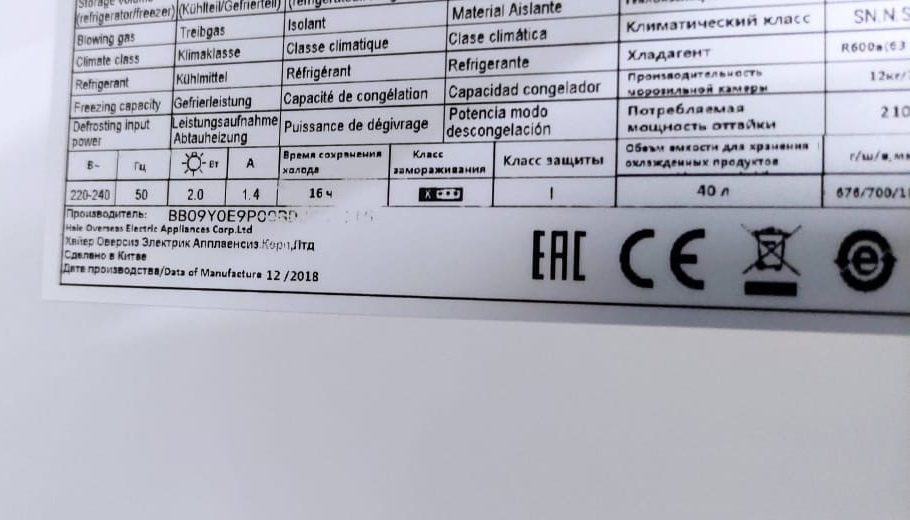 (refrigerator/freezer) (Kühlteil/Gefrierteil)
Blowing gas Treibgas Isolant Material Aislante
Climate class Klimaklasse Classe climatique Clase climática Климатический класс SN.N.S
Refrigerant Kühlmittel Réfrigérant Refrigerante Хладагент R600a(63
Freezing capacity Gefrierleistung Capacité de congélation Capacidad congelador Производительность морозильной камеры 12кг/
Defrosting input power Leistungsaufnahme Abtauheizung Puissance de dégivrage Potencia modo descongelación Потребляемая мощность оттайки 210
В~ Гц Вт А Время сохранения холода Класс замораживания Класс защиты Объем емкости для хранения охлажденных продуктов г/ш/в,мм
220-240 50 2.0 1.4 16 ч I 40 л 676/700/1
Производитель: BB09Y0E9P
Haie Overseas Electric Appliances Corp.Ltd
Хайер Оверсиз Электрик Апплаенсиз.Корп,Лтд
Сделано в Китае
Дате производства/Data of Manufacture 12 /2018
EAC CE e